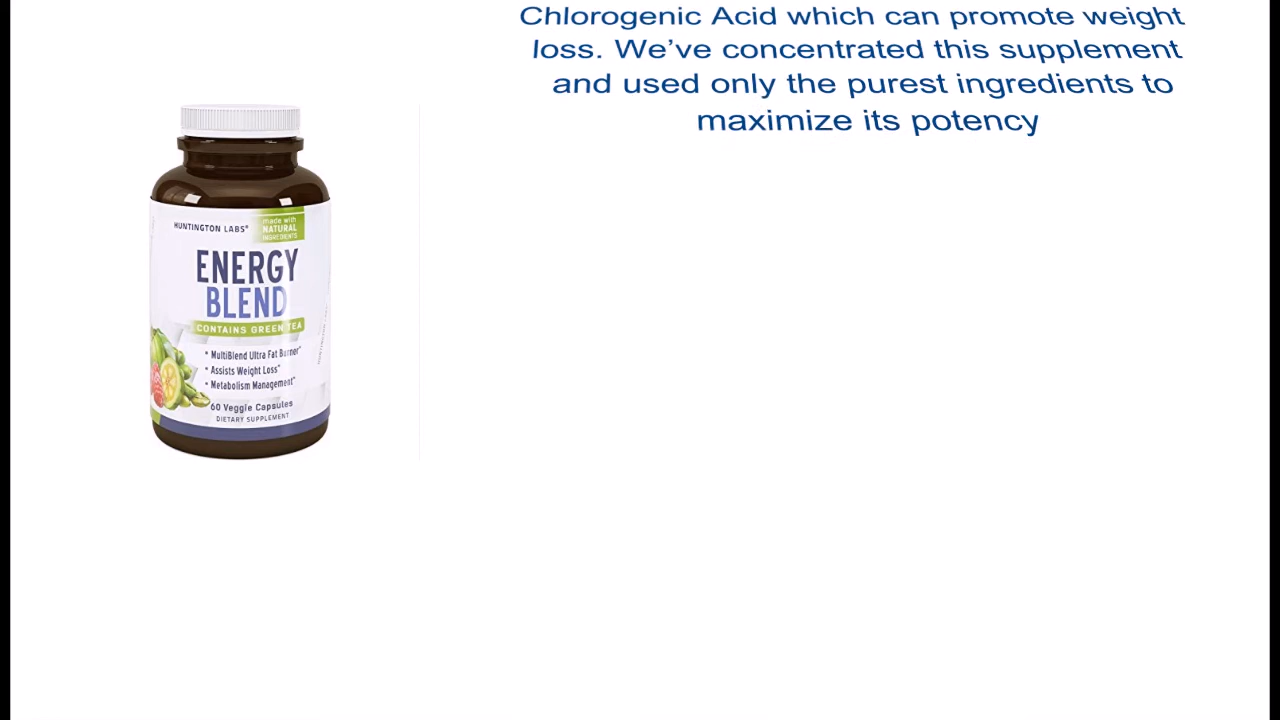 Chlorogenic Acid which can promote weight
loss. We’ve concentrated this supplement
and used only the purest ingredients to
maximize its potency
HUNTINGTON LABS®
made with
NATURAL
INGREDIENTS
ENERGY
BLEND
CONTAINS GREEN TEA
• MultiBlend Ultra Fat Burner*
• Assists Weight Loss*
• Metabolism Management*
60 Veggie Capsules
DIETARY SUPPLEMENT